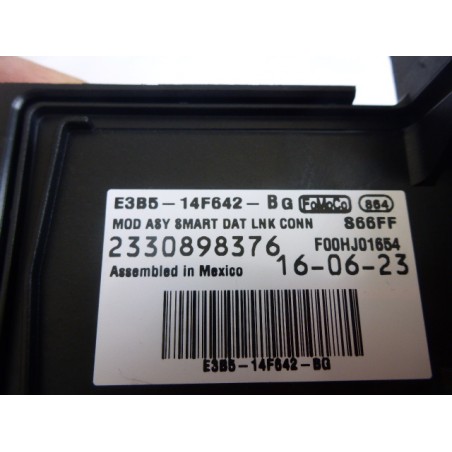 E3B5-14F642-BG FoMoCo 864
MOD ASY SMART DAT LNK CONN 866FF
2330898376 F00HJ01654
Assembled in Mexico 16-06-23
E3B5-14F642-BG